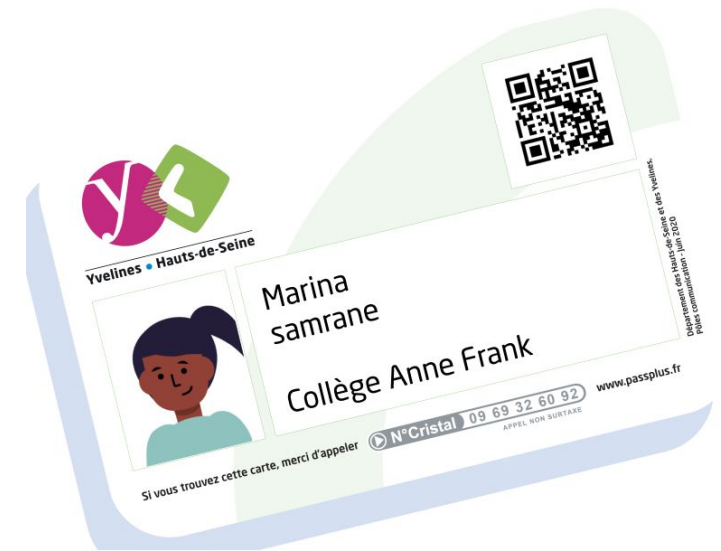 yL
Yvelines • Hauts-de-Seine
Marina
samrane
Collège Anne Frank
Si vous trouvez cette carte, merci d'appeler
N°Cristal 09 69 32 60 92
APPEL NON SURTAXE
www.passplus.fr
Département des Hauts-de-Seine et des Yvelines.
Pôles communication - Juin 2020